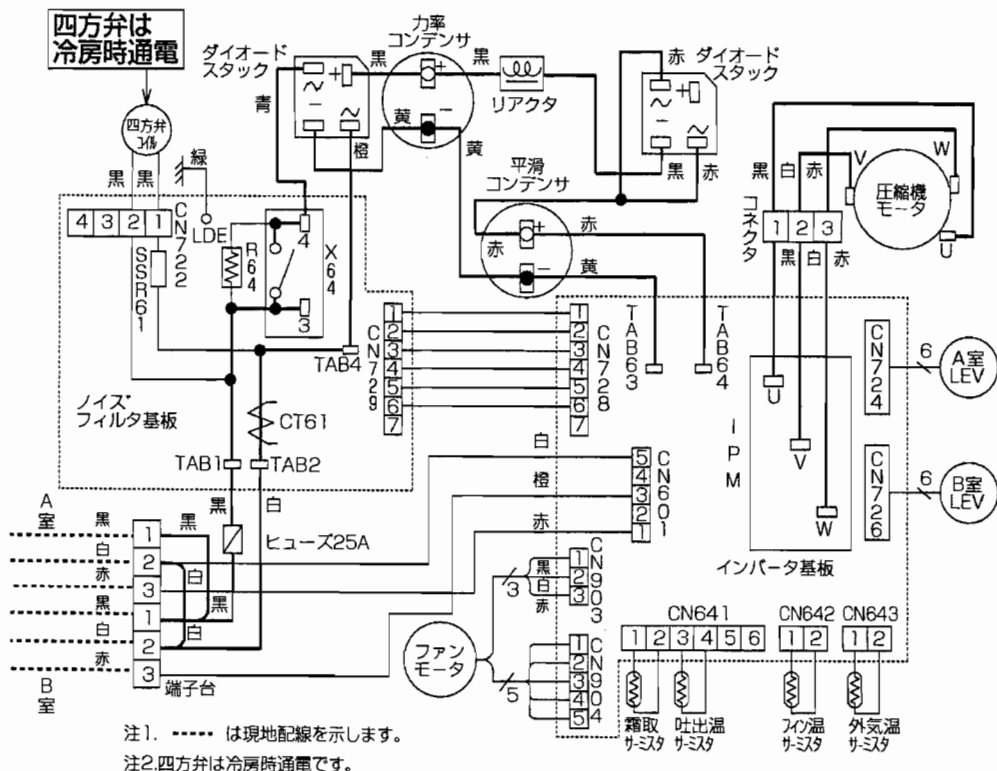 四方弁は
冷房時通電
四方弁
コイル
黒 黒
緑
LDE
4 3 2 1
CN722
SSR61
R64
X64
4
3
ダイオード
スタック
青
橙
黒
力率
コンデンサ
黒
黄
黄
リアクタ
赤
ダイオード
スタック
黒
赤
平滑
コンデンサ
赤
赤
黄
黒 白 赤
V
W
U
圧縮機
モータ
コネクタ
1 2 3
黒 白 赤
TAB4
CN729
1
2
3
4
5
6
7
CN728
1
2
3
4
5
6
7
TAB63
TAB64
IPM
U
V
W
CN724
6
A室
LEV
CN726
6
B室
LEV
インバータ基板
ノイズ
フィルタ基板
CT61
TAB1
TAB2
黒
白
ヒューズ25A
A室
黒
白
赤
黒
白
赤
B室
1
2
3
1
2
3
端子台
黒
白
黒
白
白
橙
赤
5
4
3
2
1
CN601
ファン
モータ
3
黒
白
赤
1
2
3
CN903
5
1
2
3
4
5
CN904
CN641
1 2 3 4 5 6
CN642
1 2
CN643
1 2
霜取
サーミスタ
吐出温
サーミスタ
フィン温
サーミスタ
外気温
サーミスタ
注1. ‥‥‥ は現地配線を示します。
注2.四方弁は冷房時通電です。